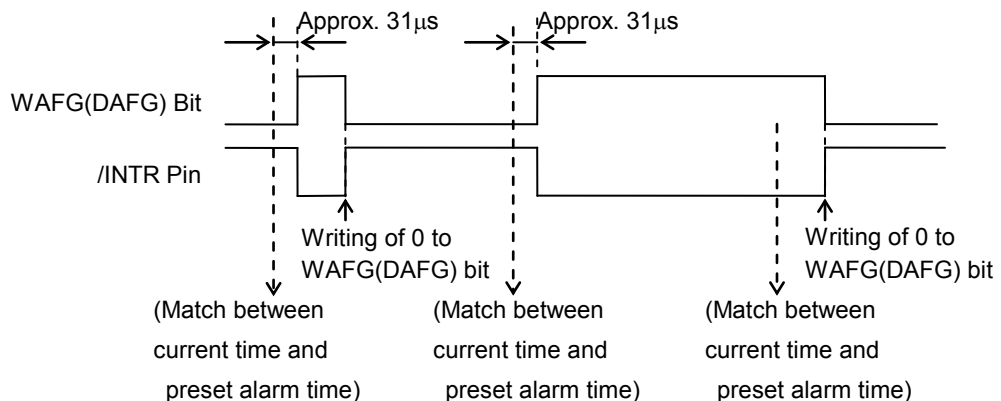 Approx. 31μs
Approx. 31μs
WAFG(DAFG) Bit
/INTR Pin
Writing of 0 to
WAFG(DAFG) bit
Writing of 0 to
WAFG(DAFG) bit
(Match between
current time and
preset alarm time)
(Match between
current time and
preset alarm time)
(Match between
current time and
preset alarm time)